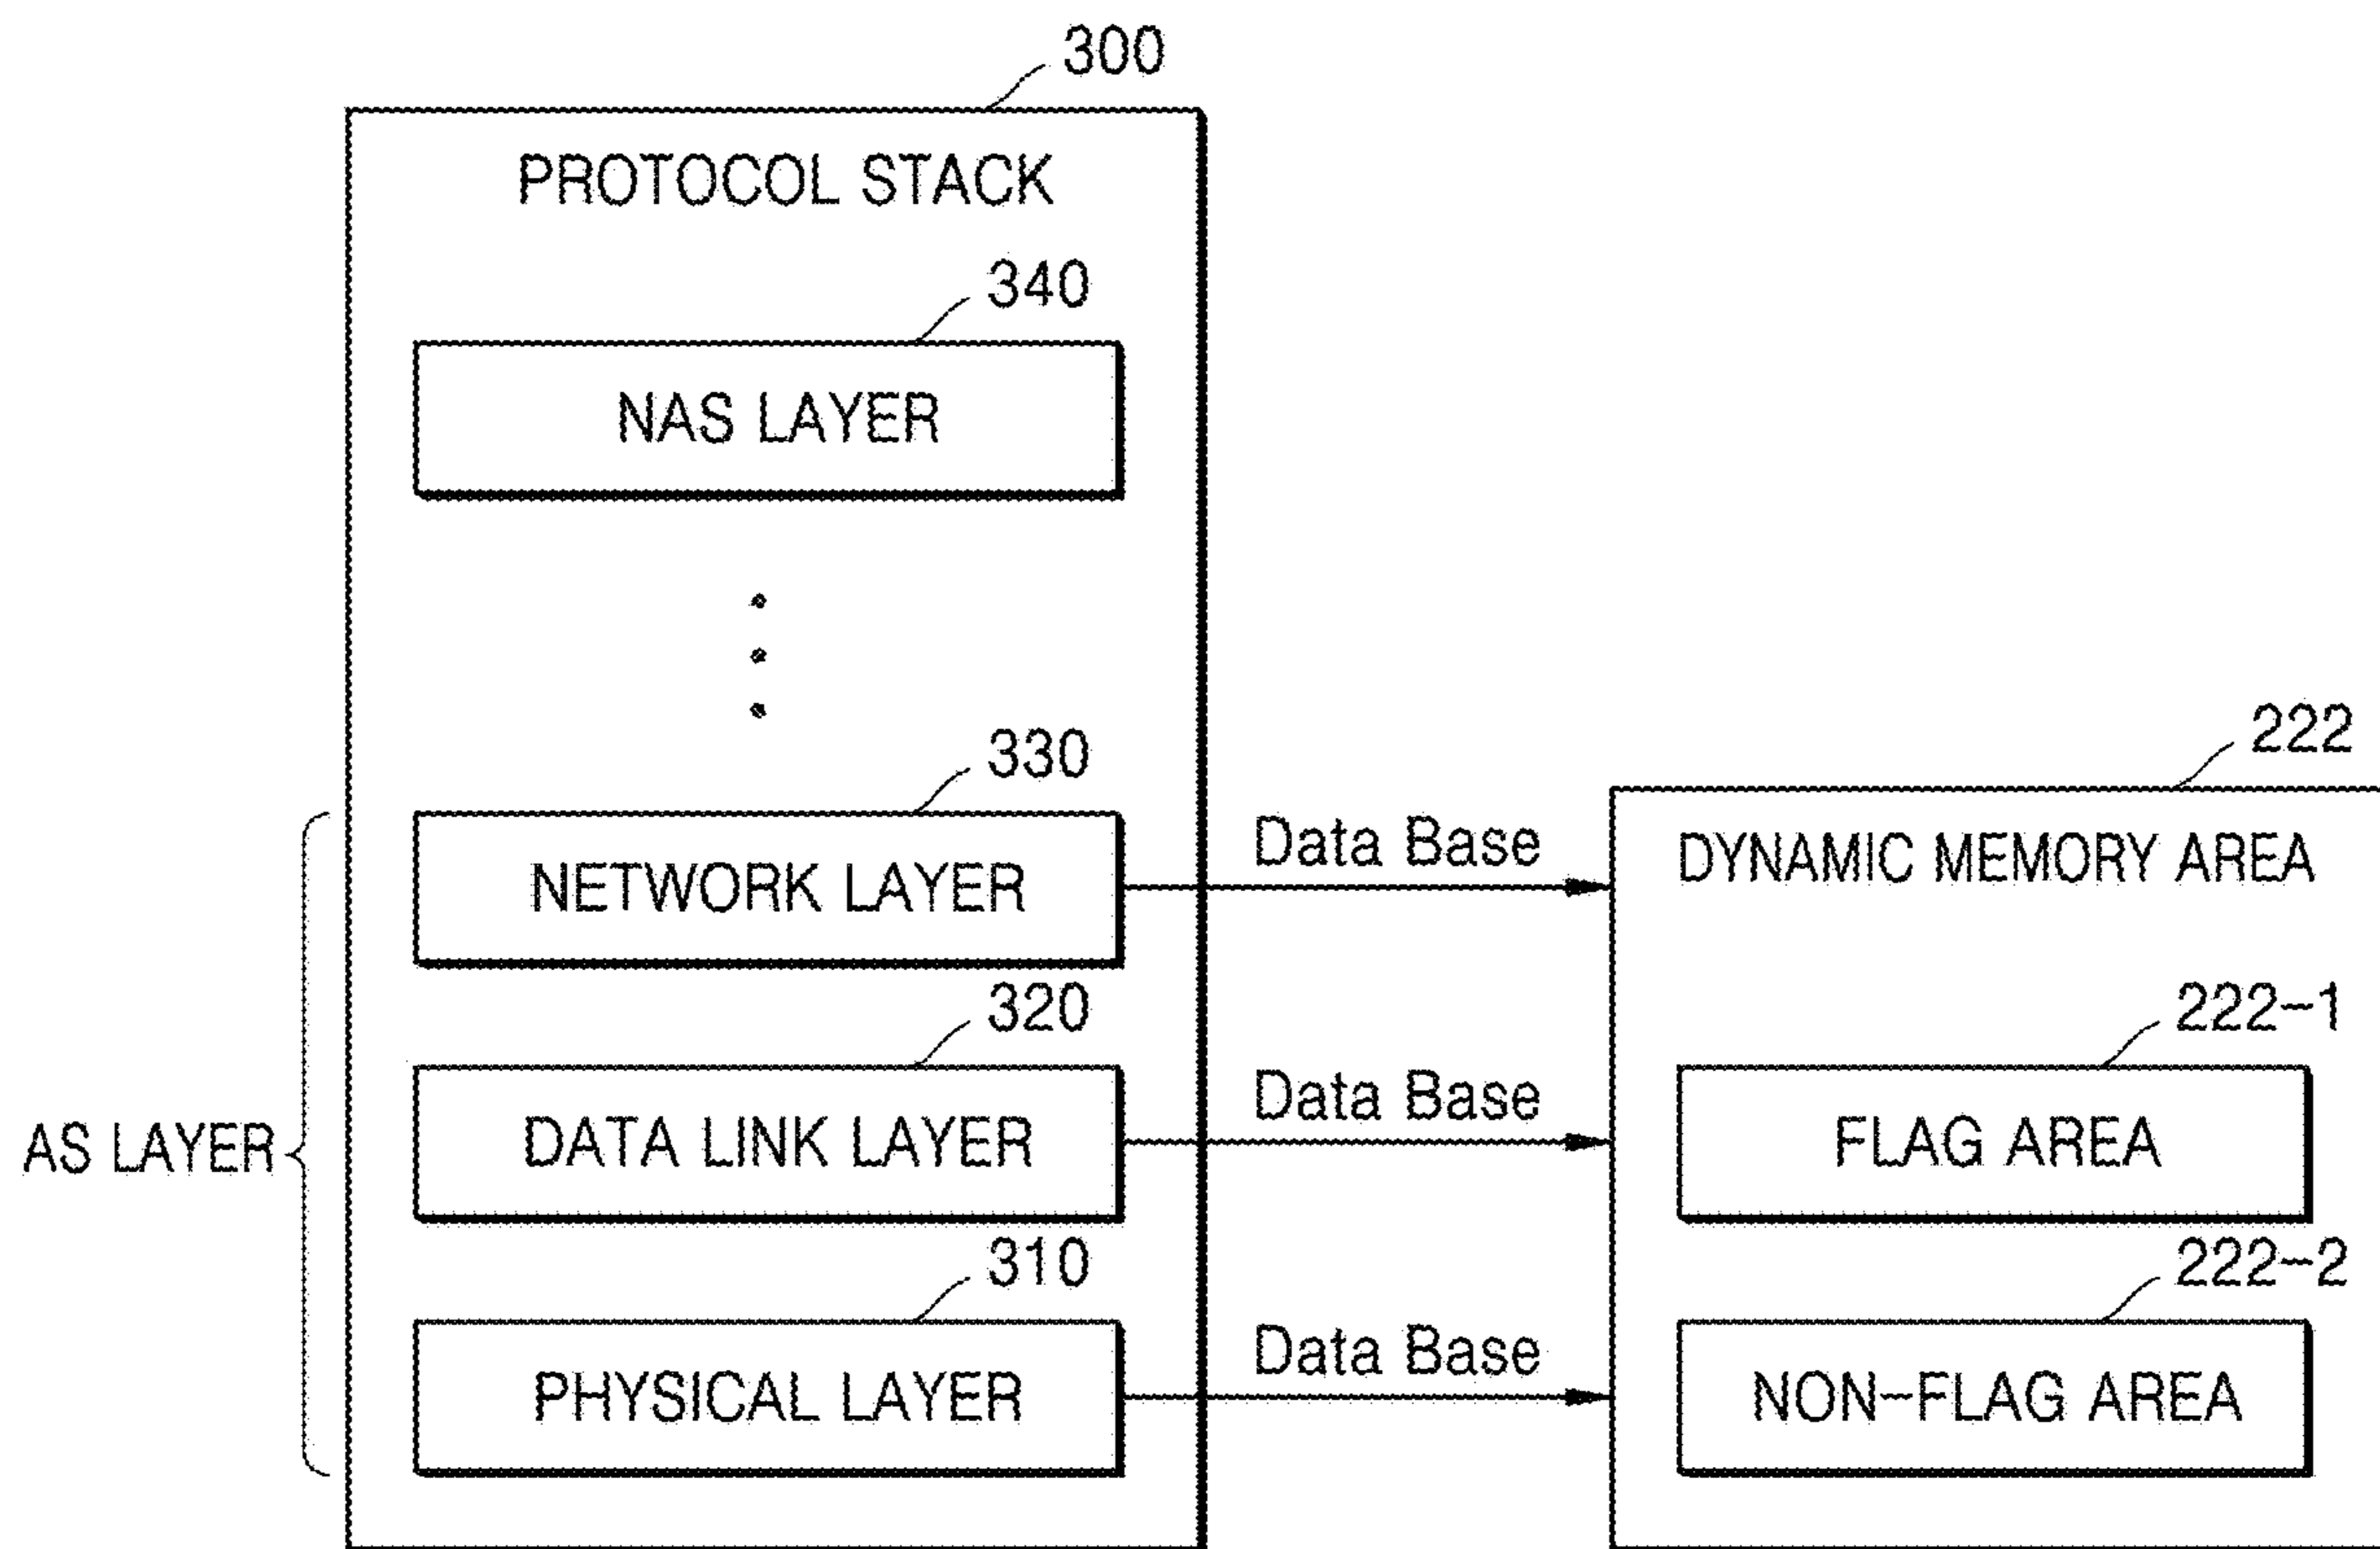 300
PROTOCOL STACK
340
NAS LAYER
330
NETWORK LAYER
320
DATA LINK LAYER
310
PHYSICAL LAYER
AS LAYER
Data Base
Data Base
Data Base
222
DYNAMIC MEMORY AREA
222-1
FLAG AREA
222-2
NON-FLAG AREA